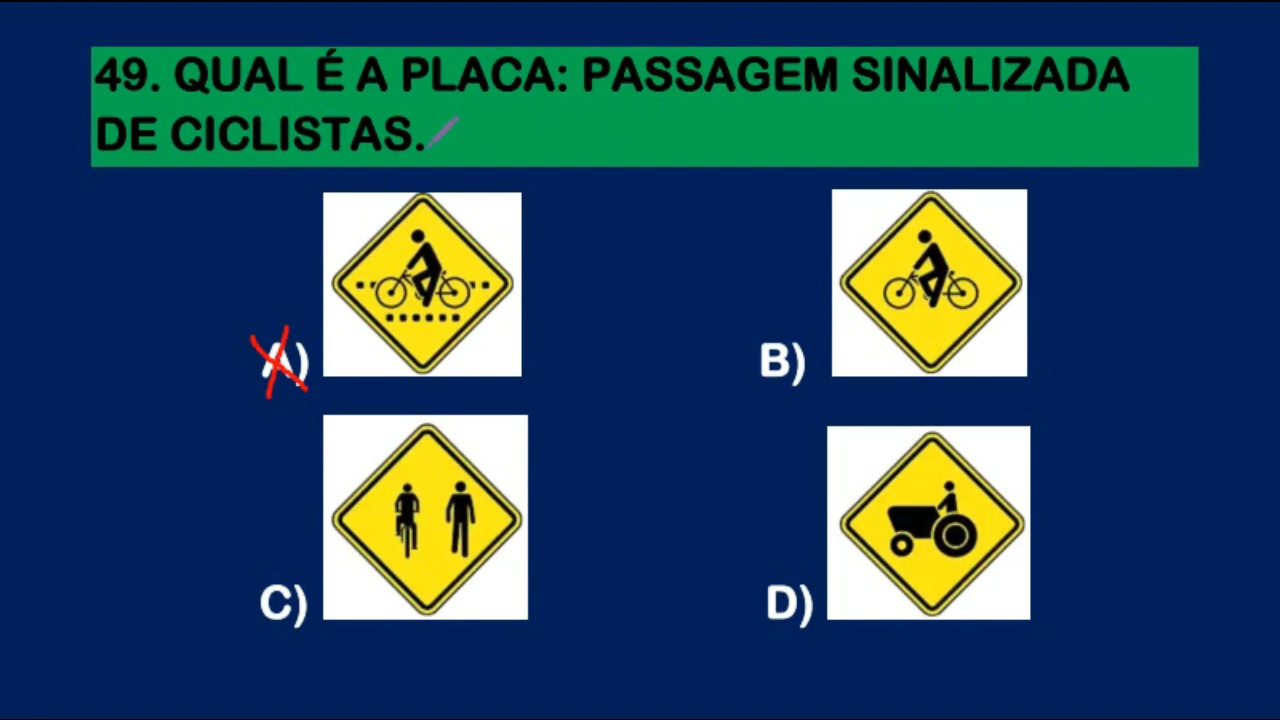 49. QUAL É A PLACA: PASSAGEM SINALIZADA
DE CICLISTAS.
A)
B)
C)
D)